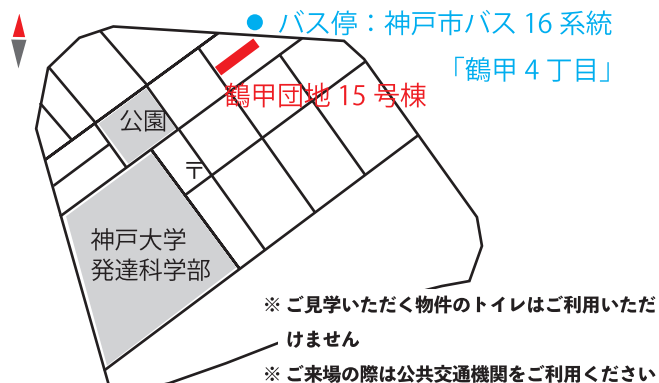 バス停：神戸市バス 16 系統
「鶴甲 4 丁目」
鶴甲団地 15 号棟
公園
〒
神戸大学
発達科学部
※ ご見学いただく物件のトイレはご利用いただ
けません
※ ご来場の際は公共交通機関をご利用ください